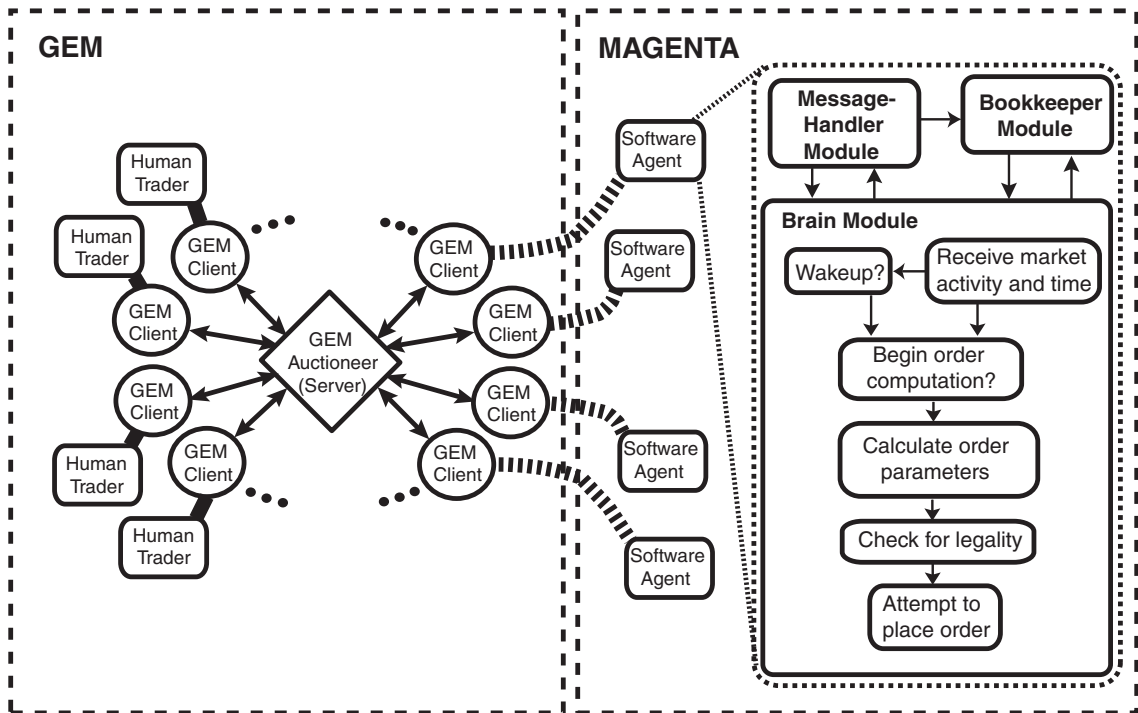 GEM
Human
Trader
Human
Trader
GEM
Client
GEM
Client
GEM
Client
GEM
Client
Human
Trader
Human
Trader
GEM
Auctioneer
(Server)
GEM
Client
GEM
Client
GEM
Client
GEM
Client
MAGENTA
Software
Agent
Software
Agent
Software
Agent
Software
Agent
Message-
Handler
Module
Bookkeeper
Module
Brain Module
Wakeup?
Receive market
activity and time
Begin order
computation?
Calculate order
parameters
Check for legality
Attempt to
place order